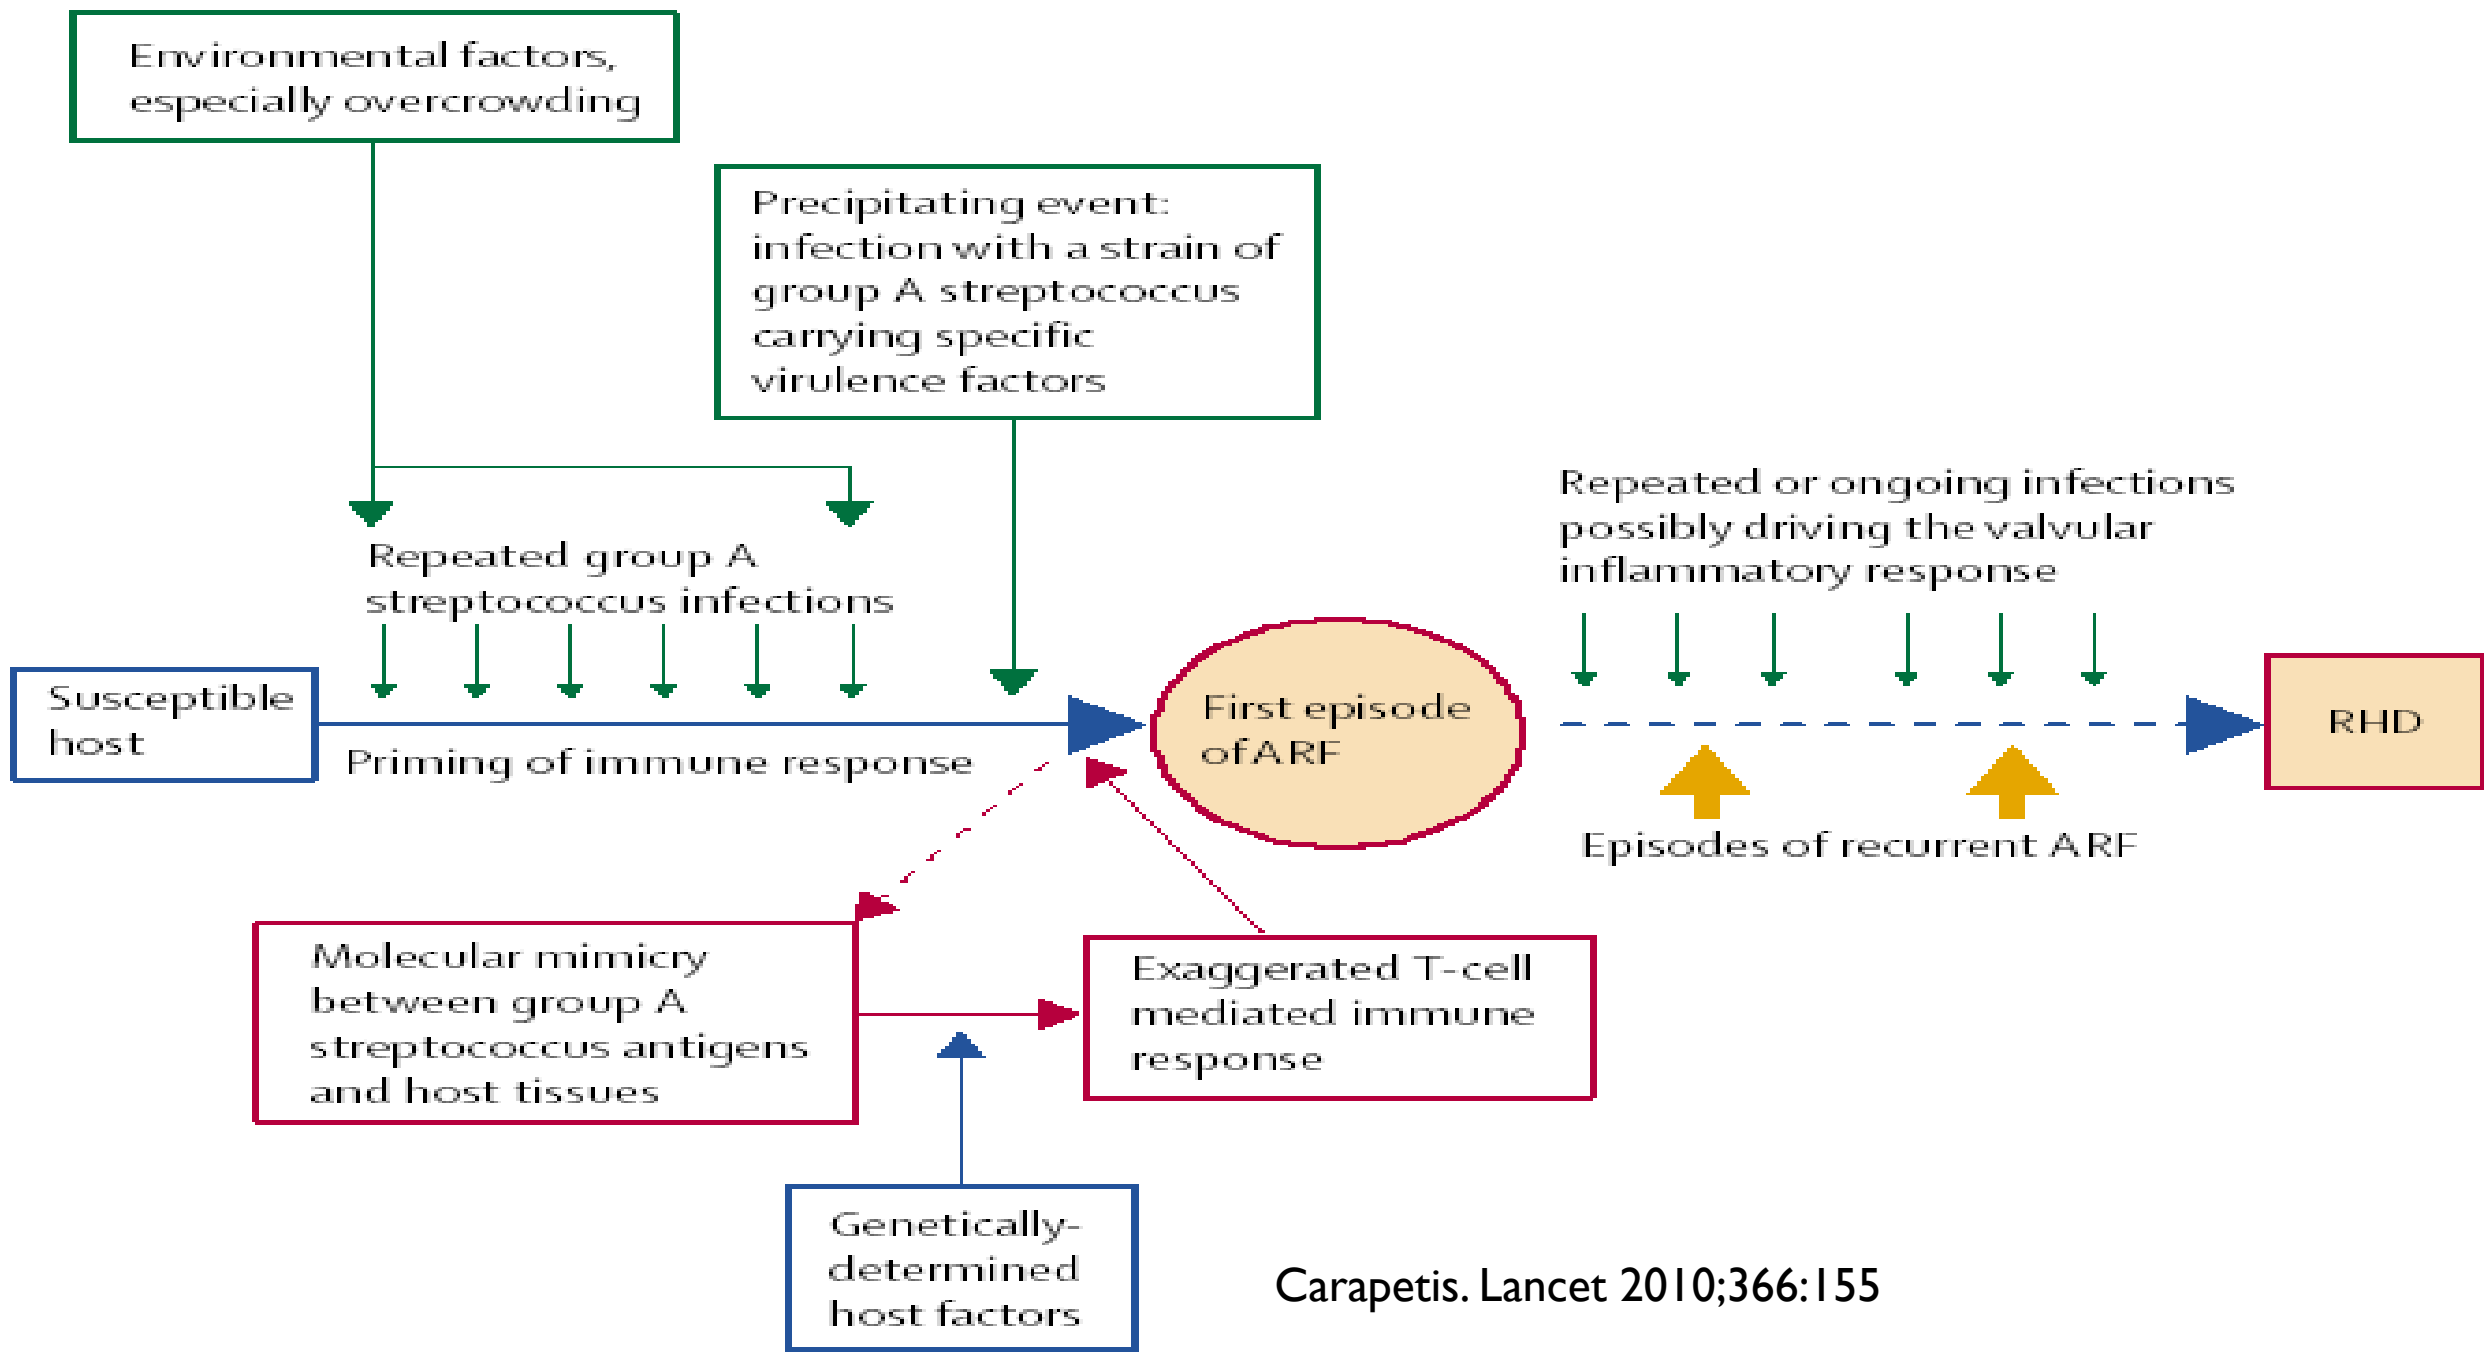 Environmental factors,
especially overcrowding
Precipitating event:
infection with a strain of
group A streptococcus
carrying specific
virulence factors
Repeated group A
streptococcus infections
Repeated or ongoing infections
possibly driving the valvular
inflammatory response
Susceptible
host
Priming of immune response
First episode
of ARF
RHD
Episodes of recurrent ARF
Molecular mimicry
between group A
streptococcus antigens
and host tissues
Exaggerated T-cell
mediated immune
response
Genetically-
determined
host factors
Carapetis. Lancet 2010;366:155